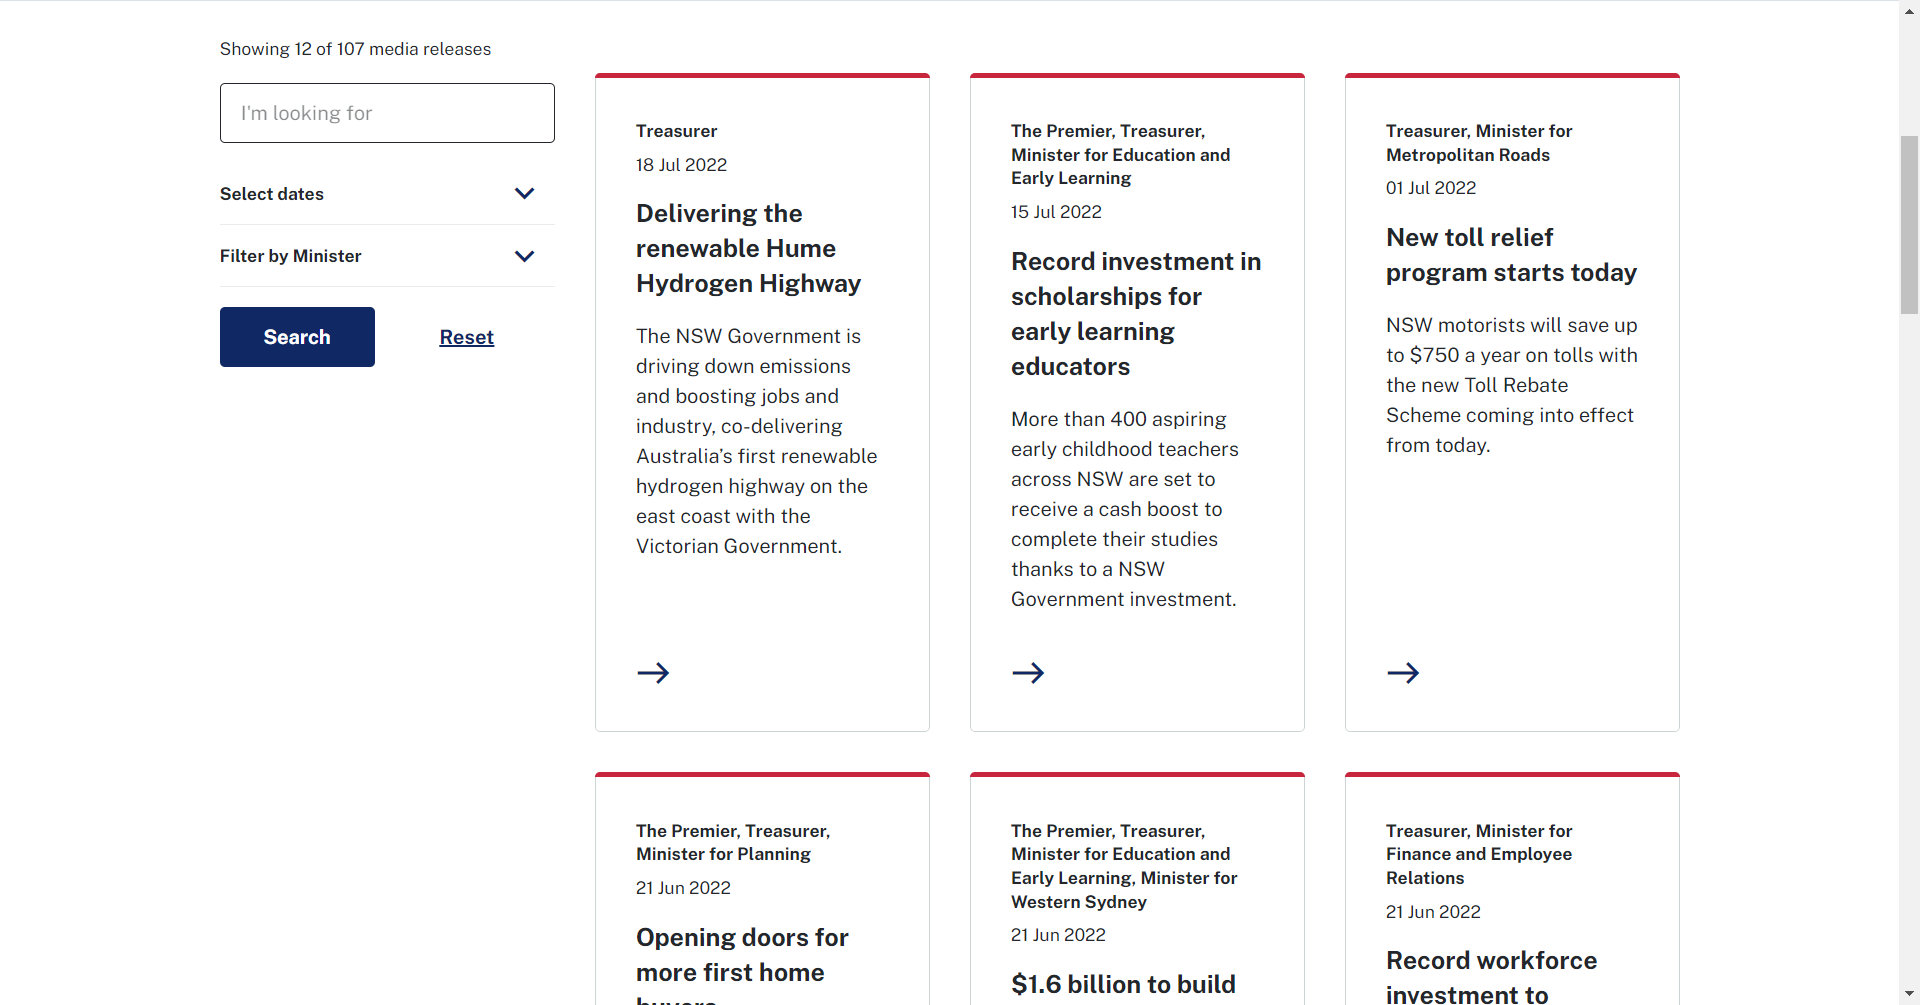 Showing 12 of 107 media releases
I'm looking for
Select dates
Filter by Minister
Search
Reset
Treasurer
18 Jul 2022
Delivering the
renewable Hume
Hydrogen Highway
The NSW Government is
driving down emissions
and boosting jobs and
industry, co-delivering
Australia’s first renewable
hydrogen highway on the
east coast with the
Victorian Government.
The Premier, Treasurer,
Minister for Education and
Early Learning
15 Jul 2022
Record investment in
scholarships for
early learning
educators
More than 400 aspiring
early childhood teachers
across NSW are set to
receive a cash boost to
complete their studies
thanks to a NSW
Government investment.
Treasurer, Minister for
Metropolitan Roads
01 Jul 2022
New toll relief
program starts today
NSW motorists will save up
to $750 a year on tolls with
the new Toll Rebate
Scheme coming into effect
from today.
The Premier, Treasurer,
Minister for Planning
21 Jun 2022
Opening doors for
more first home
buyers
The Premier, Treasurer,
Minister for Education and
Early Learning, Minister for
Western Sydney
21 Jun 2022
$1.6 billion to build
Treasurer, Minister for
Finance and Employee
Relations
21 Jun 2022
Record workforce
investment to